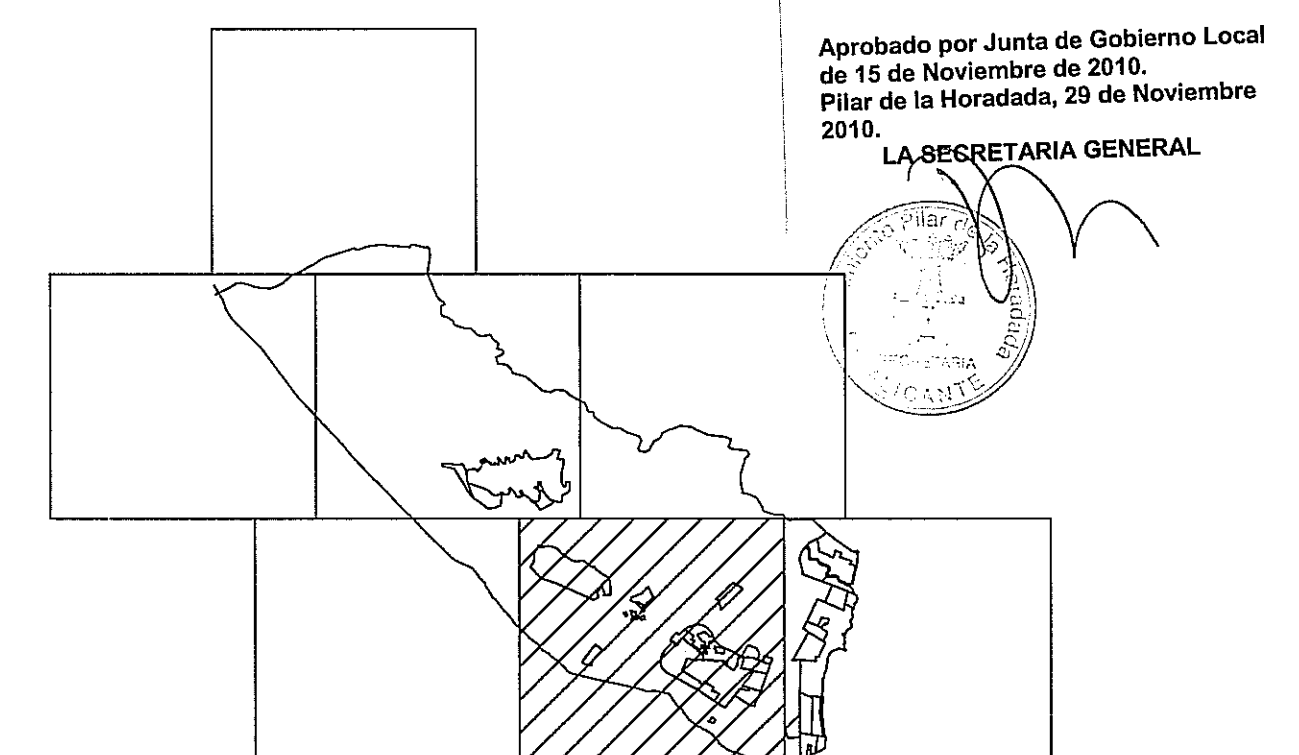 Aprobado por Junta de Gobierno Local
de 15 de Noviembre de 2010.
Pilar de la Horadada, 29 de Noviembre
2010.
LA SECRETARIA GENERAL
Pilar de la Horadada
SECRETARIA
ALICANTE